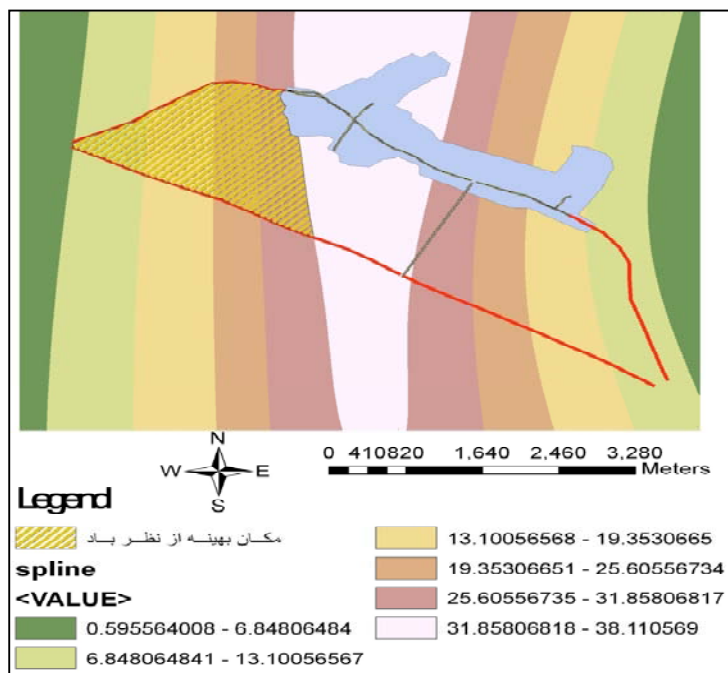 N
W E
S
0 410820 1,640 2,460 3,280
Meters
Legend
مکان بهینه از نظر باد
spline
<VALUE>
0.595564008 - 6.84806484
6.848064841 - 13.10056567
13.10056568 - 19.3530665
19.35306651 - 25.60556734
25.60556735 - 31.85806817
31.85806818 - 38.110569